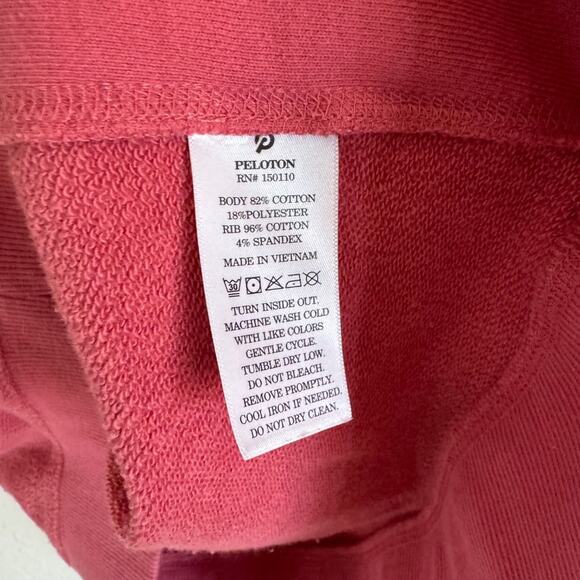 PELOTON
RN# 150110
BODY 82% COTTON
18%POLYESTER
RIB 96% COTTON
4% SPANDEX
MADE IN VIETNAM
30
TURN INSIDE OUT.
MACHINE WASH COLD
WITH LIKE COLORS
GENTLE CYCLE.
TUMBLE DRY LOW.
DO NOT BLEACH.
REMOVE PROMPTLY.
COOL IRON IF NEEDED.
DO NOT DRY CLEAN.